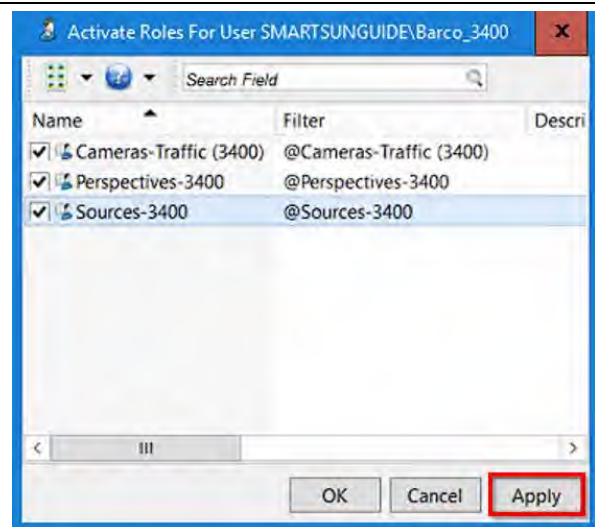 Activate Roles For User SMARTSUNGUIDE\Barco_3400
Search Field
Name Filter Descri
Cameras-Traffic (3400) @Cameras-Traffic (3400)
Perspectives-3400 @Perspectives-3400
Sources-3400 @Sources-3400
OK Cancel Apply